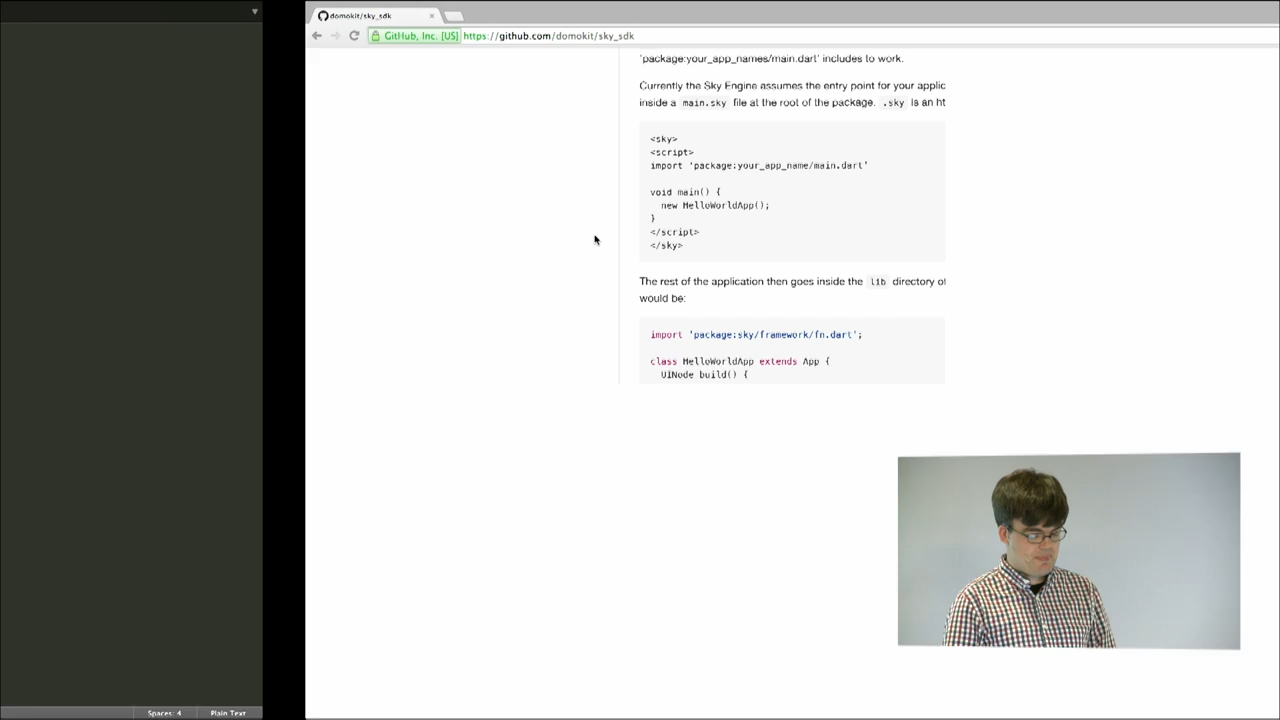 domokit/sky_sdk
GitHub, Inc. [US] https://github.com/domokit/sky_sdk
'package:your_app_names/main.dart' includes to work.
Currently the Sky Engine assumes the entry point for your applic
inside a main.sky file at the root of the package. .sky is an ht
<sky>
<script>
import 'package:your_app_name/main.dart'
void main() {
new HelloWorldApp();
}
</script>
</sky>
The rest of the application then goes inside the lib directory of
would be:
import 'package:sky/framework/fn.dart';
class HelloWorldApp extends App {
UINode build() {
Spaces: 4 Plain Text